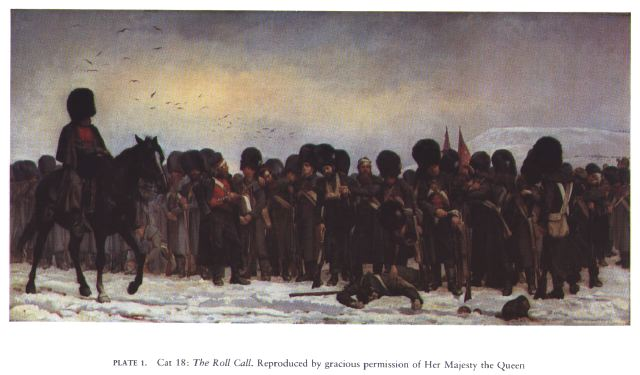 PLATE 1. Cat 18: The Roll Call. Reproduced by gracious permission of Her Majesty the Queen